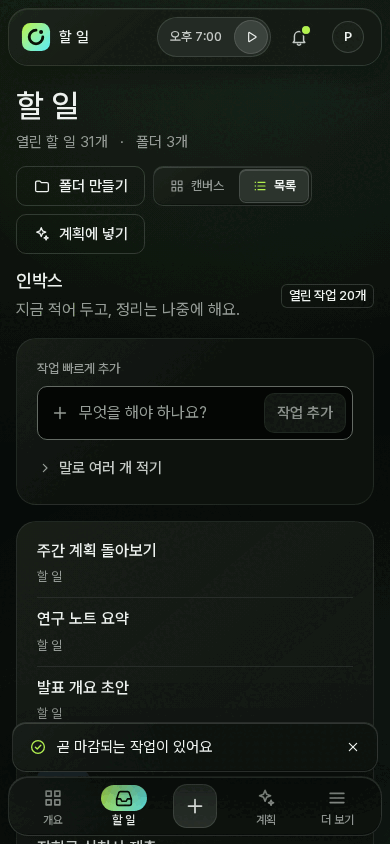 할 일
오후 7:00
P
할 일
열린 할 일 31개 · 폴더 3개
폴더 만들기
캔버스
목록
계획에 넣기
인박스
지금 적어 두고, 정리는 나중에 해요.
열린 작업 20개
작업 빠르게 추가
무엇을 해야 하나요?
작업 추가
말로 여러 개 적기
주간 계획 돌아보기
할 일
연구 노트 요약
할 일
발표 개요 초안
할 일
곧 마감되는 작업이 있어요
개요
할 일
계획
더 보기